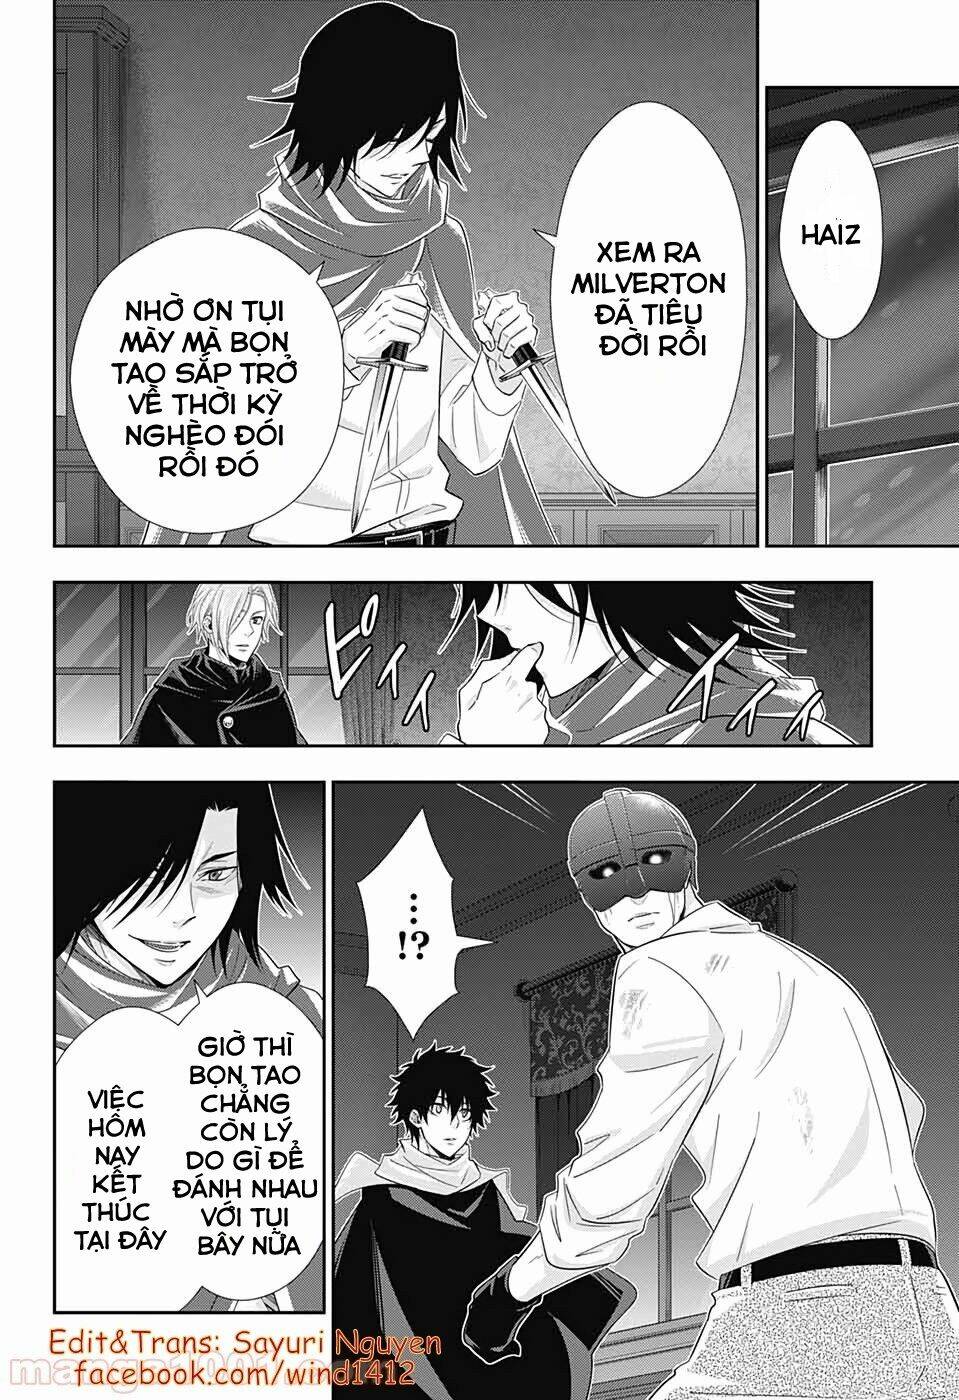 HAIZ
XEM RA
MILVERTON
ĐÃ TIÊU
ĐỜI RỒI
NHỜ ƠN TỤI
MÀY MÀ BỌN
TAO SẮP TRỞ
VỀ THỜI KỲ
NGHÈO ĐÓI
RỒI ĐÓ
ピィィィ
...
!?
GIỜ THÌ
BỌN TAO
CHẲNG
CÒN LÝ
DO GÌ ĐỂ
ĐÁNH NHAU
VỚI TỤI
BÂY NỮA
VIỆC
HÔM
NAY
KẾT
THÚC
TẠI ĐÂY
Edit&Trans: Sayuri Nguyen
facebook.com/wind1412